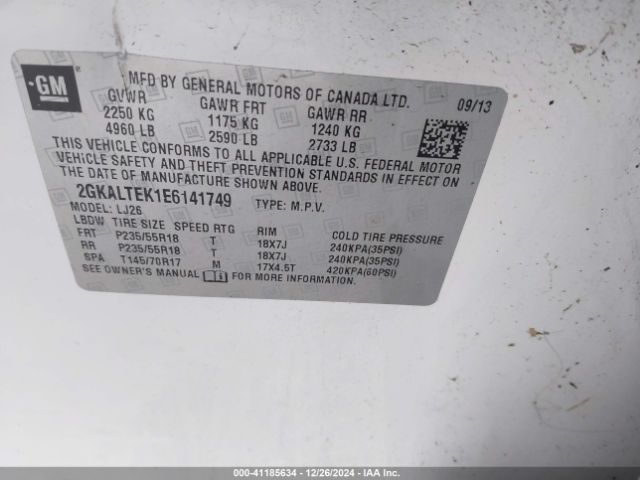 GM
MFD BY GENERAL MOTORS OF CANADA LTD.
GVWR GAWR FRT GAWR RR 09/13
2250 KG 1175 KG 1240 KG
4960 LB 2590 LB 2733 LB
THIS VEHICLE CONFORMS TO ALL APPLICABLE U.S. FEDERAL MOTOR
VEHICLE SAFETY AND THEFT PREVENTION STANDARDS IN EFFECT ON
THE DATE OF MANUFACTURE SHOWN ABOVE.
2GKALTEK1E6141749 TYPE: M.P.V.
MODEL: LJ26
LBDW TIRE SIZE SPEED RTG RIM COLD TIRE PRESSURE
FRT P235/55R18 T 18X7J 240KPA(35PSI)
RR P235/55R18 T 18X7J 240KPA(35PSI)
SPA T145/70R17 M 17X4.5T 420KPA(60PSI)
SEE OWNER'S MANUAL FOR MORE INFORMATION.
000-41185634 / 12/26/2024 / IAAI.COM